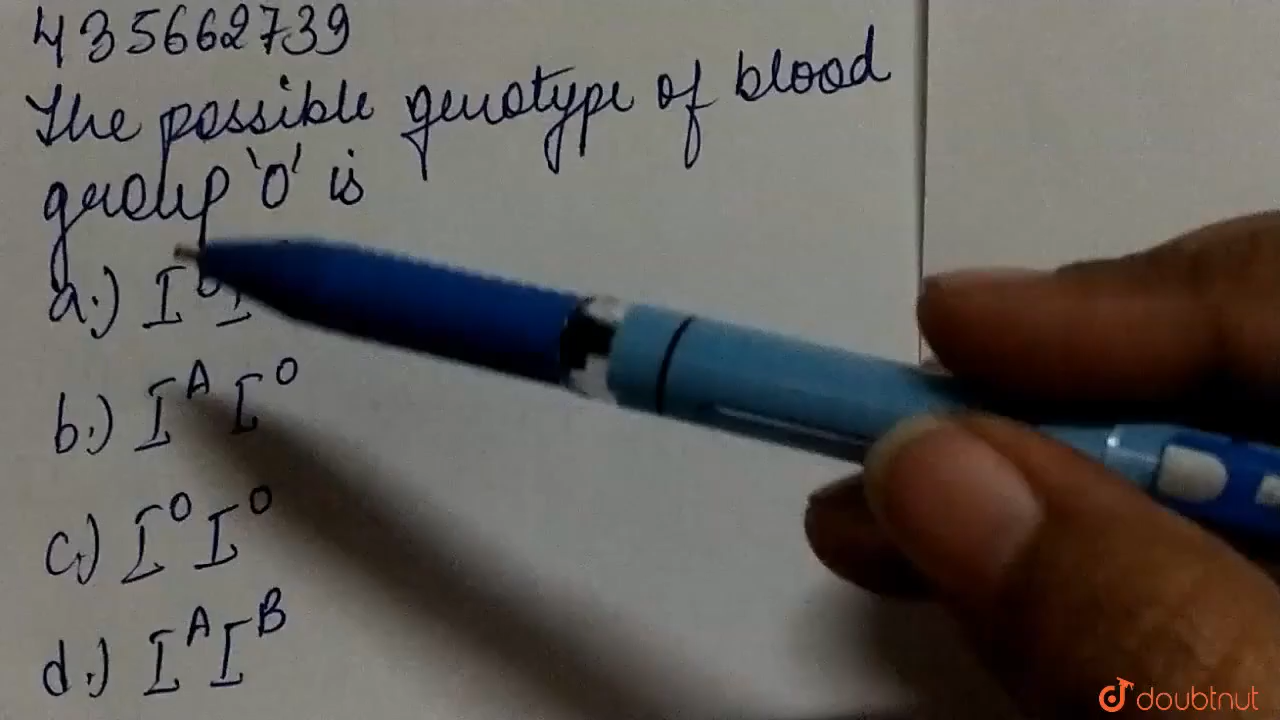 435662739
The possible genotype of blood
group 'O' is
a.) I
b.) I^A I^O
c.) I^O I^O
d.) I^A I^B
doubtnut